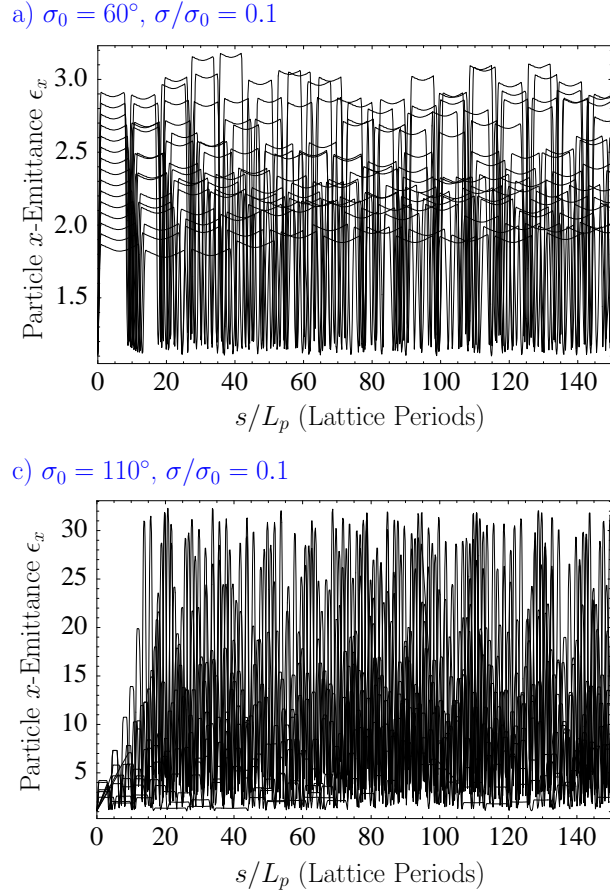 a) σ₀ = 60°, σ/σ₀ = 0.1
Particle x-Emittance ϵₓ
3.0
2.5
2.0
1.5
0 20 40 60 80 100 120 140
s/Lₚ (Lattice Periods)
c) σ₀ = 110°, σ/σ₀ = 0.1
Particle x-Emittance ϵₓ
30
25
20
15
10
5
0 20 40 60 80 100 120 140
s/Lₚ (Lattice Periods)